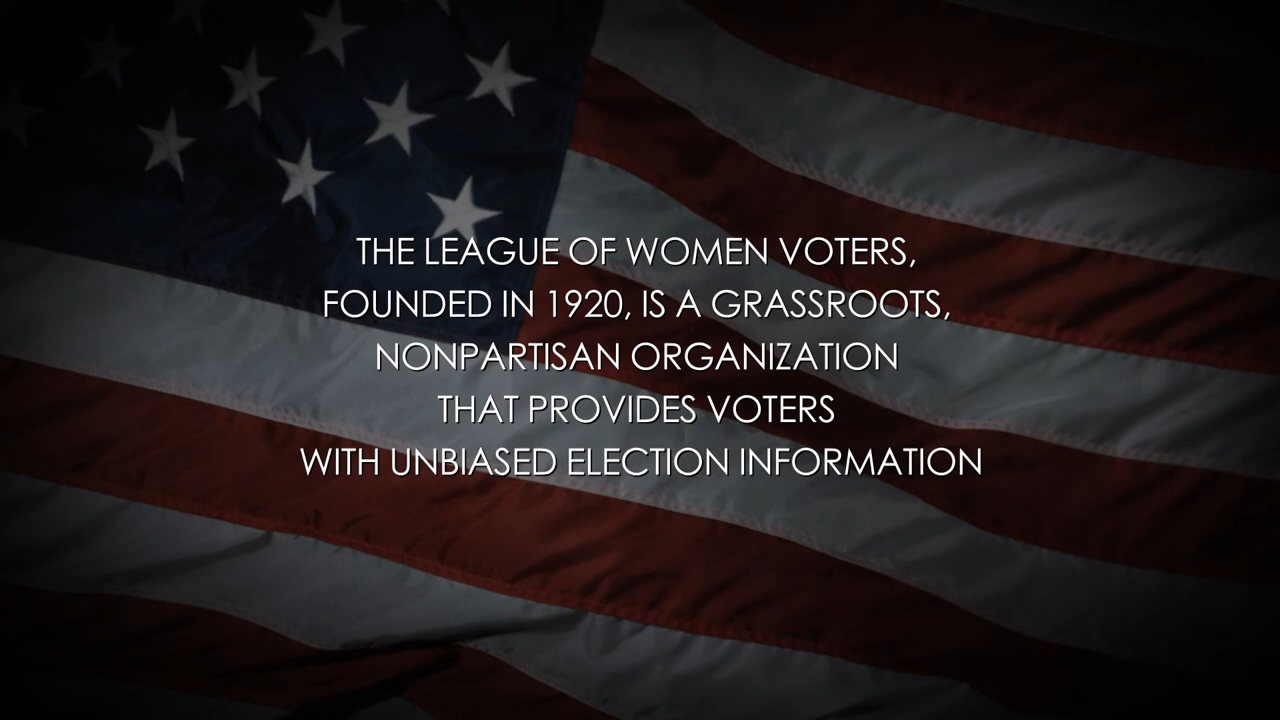 THE LEAGUE OF WOMEN VOTERS,
FOUNDED IN 1920, IS A GRASSROOTS,
NONPARTISAN ORGANIZATION
THAT PROVIDES VOTERS
WITH UNBIASED ELECTION INFORMATION